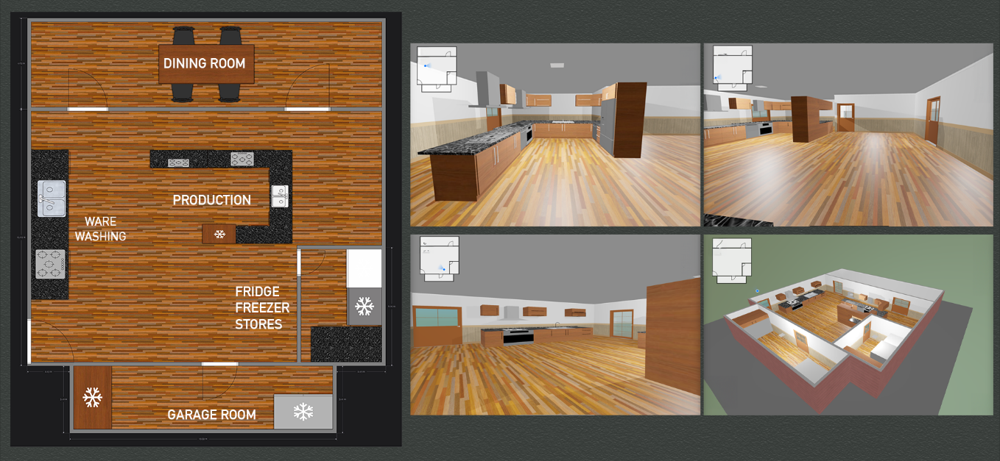 DINING ROOM
PRODUCTION
WARE
WASHING
FRIDGE
FREEZER
STORES
GARAGE ROOM